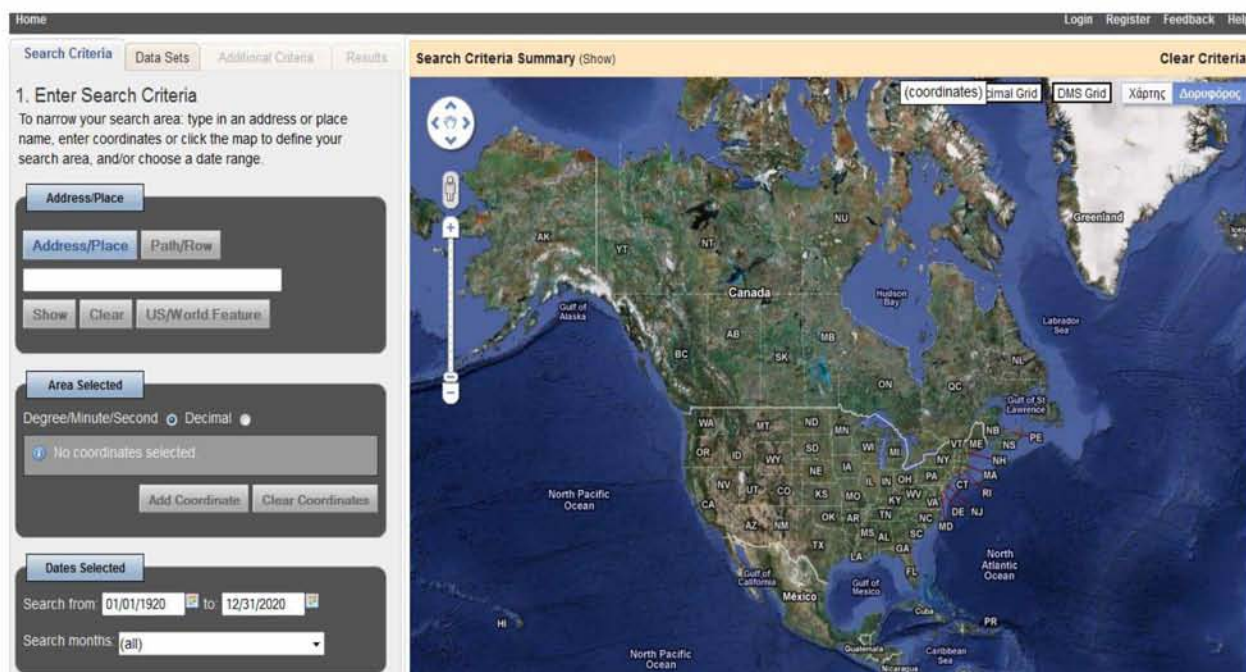 Home
Login Register Feedback Help
Search Criteria Data Sets Additional Criteria Results
Search Criteria Summary (Show)
Clear Criteria
1. Enter Search Criteria
To narrow your search area: type in an address or place
name, enter coordinates or click the map to define your
search area, and/or choose a date range.
Address/Place
Address/Place Path/Row
Show Clear US/World Feature
Area Selected
Degree/Minute/Second Decimal
No coordinates selected
Add Coordinate Clear Coordinates
Dates Selected
Search from: 01/01/1920 to: 12/31/2020
Search months: (all)
(coordinates) cimal Grid DMS Grid Χάρτης Δορυφόρος
NU
Greenland
AK
YT
NT
Canada
Hudson
Bay
Gulf of
Alaska
Labrador
Sea
AB
MB
BC
SK
ON
QC
NL
Gulf of St
Lawrence
WA
MT
ND
MN
NB
PE
OR
ID
WY
SD
WI
MI
VT
ME
NS
NE
IA
NY
NH
NV
UT
CO
KS
MO
IL
IN
OH
PA
CT
MA
RI
CA
KY
WV
VA
DE
NJ
North Pacific
Ocean
AZ
NM
OK
AR
TN
NC
MD
TX
MS
AL
SC
GA
LA
FL
North
Atlantic
Ocean
Gulf of
California
Gulf of
Mexico
México
Cuba
HI
PR
Guatemala
Caribbean
Sea
Nicaragua
North Pacific
Ocean